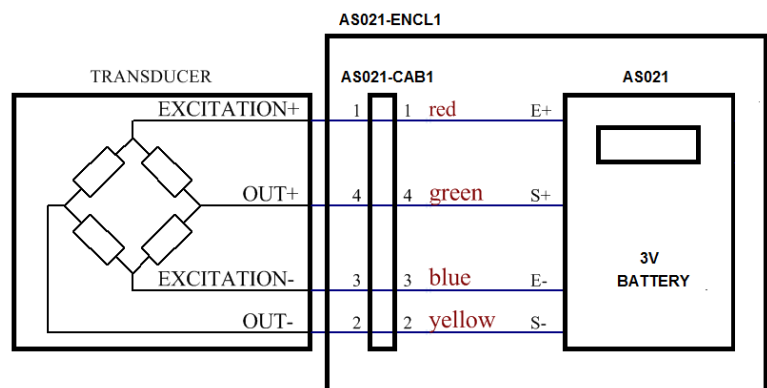 AS021-ENCL1
TRANSDUCER
AS021-CAB1
AS021
EXCITATION+ 1 1 red E+
OUT+ 4 4 green S+
3V
BATTERY
EXCITATION- 3 3 blue E-
OUT- 2 2 yellow S-